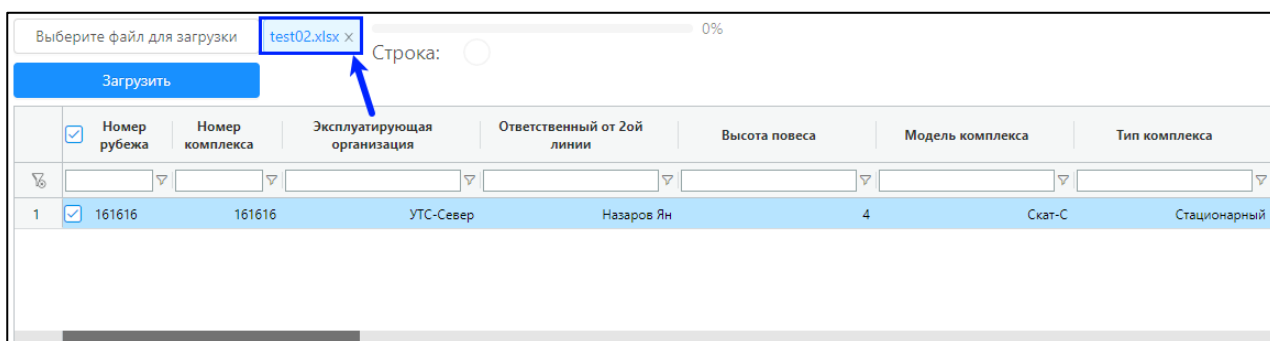 Выберите файл для загрузки test02.xlsx × 0%
Строка:
Загрузить
Номер рубежа Номер комплекса Эксплуатирующая организация Ответственный от 2ой линии Высота повеса Модель комплекса Тип комплекса
1 161616 161616 УТС-Север Назаров Ян 4 Скат-С Стационарный